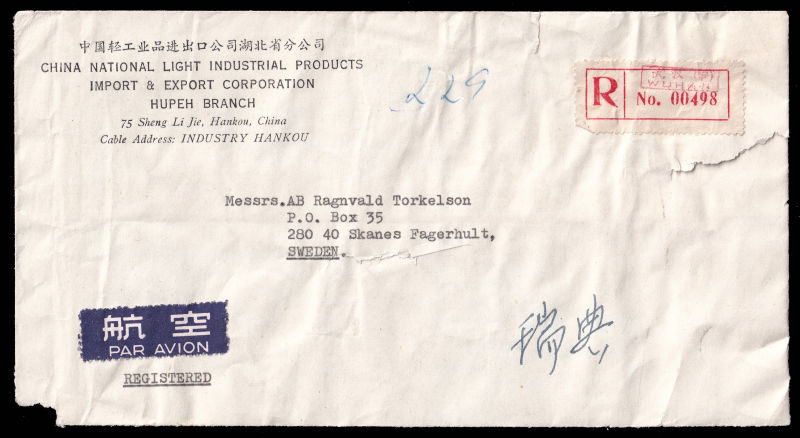 中国轻工业品进出口公司湖北省分公司
CHINA NATIONAL LIGHT INDUSTRIAL PRODUCTS
IMPORT & EXPORT CORPORATION
HUPEH BRANCH
75 Sheng Li Jie, Hankou, China
Cable Address: INDUSTRY HANKOU
229
R
武汉
WUHAN
No. 00498
Messrs.AB Ragnvald Torkelson
P.O. Box 35
280 40 Skanes Fagerhult,
SWEDEN.
航空
PAR AVION
REGISTERED
瑞典